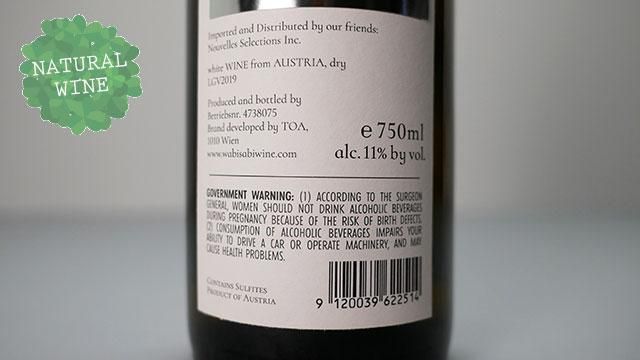 NATURAL
WINE
Imported and Distributed by our friends:
Nouvelles Selections Inc.
white WINE from AUSTRIA, dry
LGV2019
Produced and bottled by
Betriebsnr. 4738075
Brand developed by TOA,
1010 Wien
www.wabisabiwine.com
e 750ml
alc. 11% by vol.
GOVERNMENT WARNING: (1) ACCORDING TO THE SURGEON
GENERAL, WOMEN SHOULD NOT DRINK ALCOHOLIC BEVERAGES
DURING PREGNANCY BECAUSE OF THE RISK OF BIRTH DEFECTS.
(2) CONSUMPTION OF ALCOHOLIC BEVERAGES IMPAIRS YOUR
ABILITY TO DRIVE A CAR OR OPERATE MACHINERY, AND MAY
CAUSE HEALTH PROBLEMS.
CONTAINS SULFITES
PRODUCT OF AUSTRIA
9 120039 622514